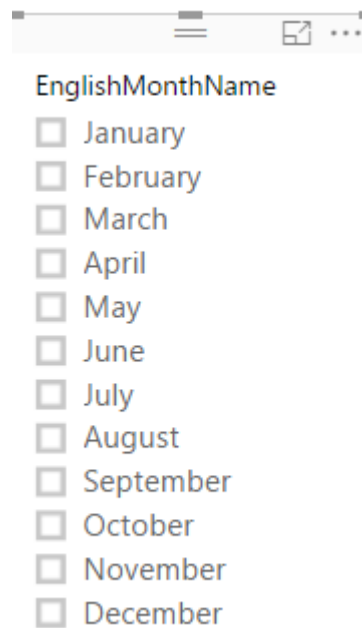 EnglishMonthName
January
February
March
April
May
June
July
August
September
October
November
December